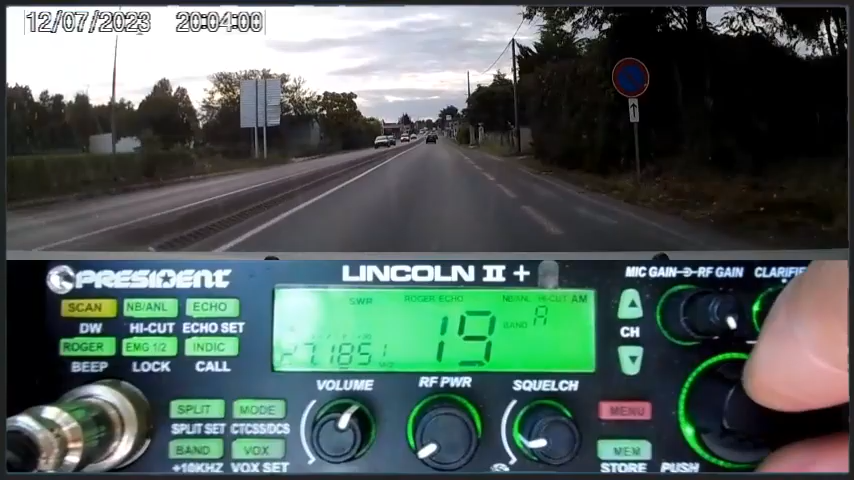 12/07/2023 20:04:00
PRESIDENT LINCOLN II + MIC GAIN RF GAIN CLARIFI
SCAN NB/ANL ECHO
DW HI-CUT ECHO SET
ROGER EMG 1/2 INDIC
BEEP LOCK CALL
SWR ROGER ECHO NB/ANL HI-CUT AM
19 BAND A
27.185
CH
VOLUME RF PWR SQUELCH
SPLIT MODE
SPLIT SET CTCSS/DCS
BAND VOX
+10KHZ VOX SET
MENU
MEM
STORE PUSH